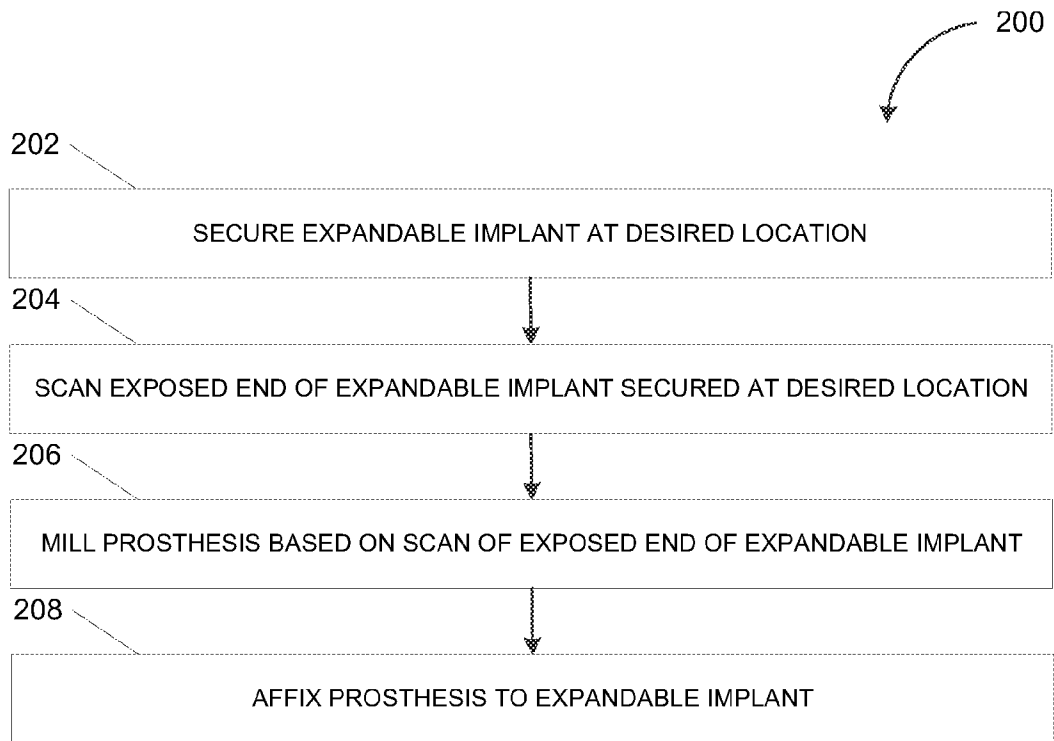 200
202
SECURE EXPANDABLE IMPLANT AT DESIRED LOCATION
204
SCAN EXPOSED END OF EXPANDABLE IMPLANT SECURED AT DESIRED LOCATION
206
MILL PROSTHESIS BASED ON SCAN OF EXPOSED END OF EXPANDABLE IMPLANT
208
AFFIX PROSTHESIS TO EXPANDABLE IMPLANT